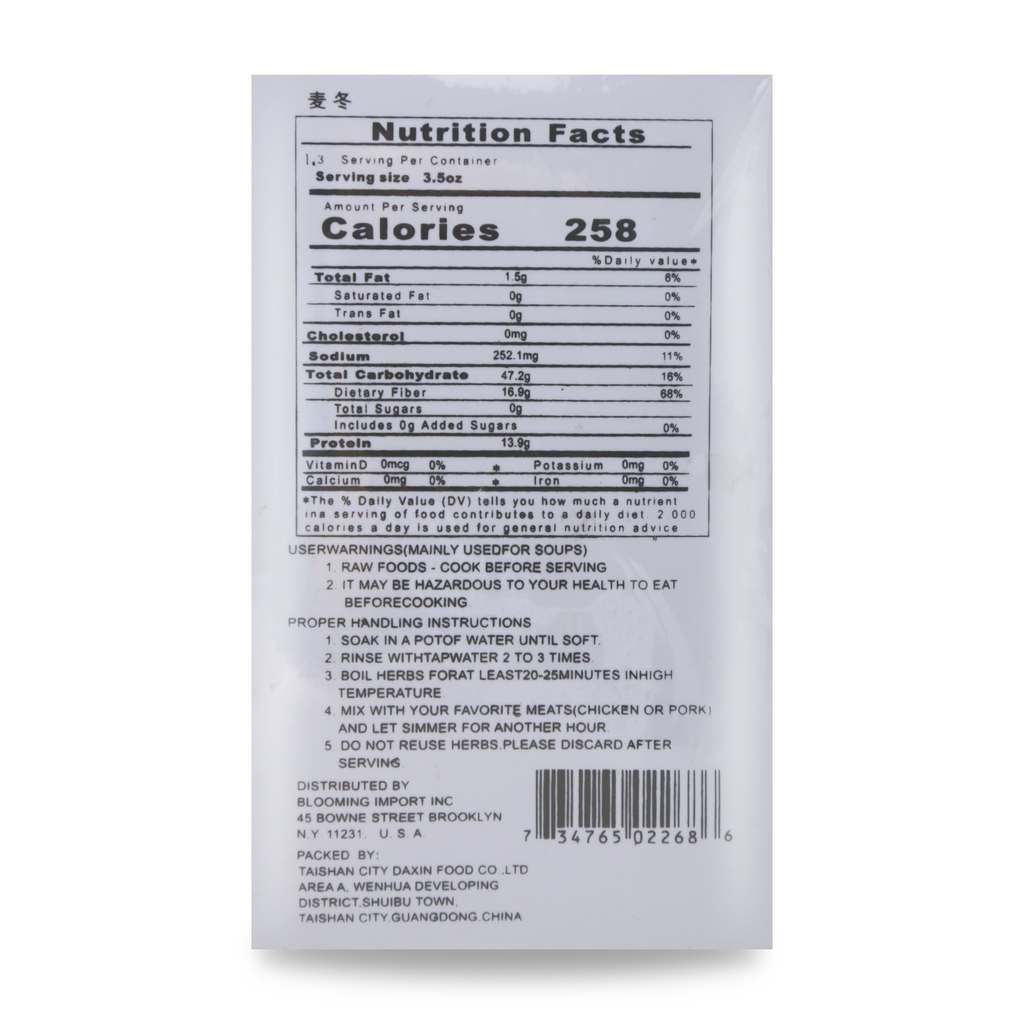 麦冬
Nutrition Facts
1.3 Serving Per Container
Serving size 3.5oz
Amount Per Serving
Calories 258
%Daily value*
Total Fat 1.5g 6%
Saturated Fat 0g 0%
Trans Fat 0g 0%
Cholesterol 0mg 0%
Sodium 252.1mg 11%
Total Carbohydrate 47.2g 16%
Dietary Fiber 16.9g 68%
Total Sugars 0g
Includes 0g Added Sugars 0%
Protein 13.9g
VitaminD 0mcg 0% * Potassium 0mg 0%
Calcium 0mg 0% * Iron 0mg 0%
*The % Daily Value (DV) tells you how much a nutrient
ina serving of food contributes to a daily diet. 2 000
calories a day is used for general nutrition advice
USERWARNINGS(MAINLY USEDFOR SOUPS)
1. RAW FOODS - COOK BEFORE SERVING
2. IT MAY BE HAZARDOUS TO YOUR HEALTH TO EAT
BEFORECOOKING
PROPER HANDLING INSTRUCTIONS
1. SOAK IN A POTOF WATER UNTIL SOFT.
2. RINSE WITHTAPWATER 2 TO 3 TIMES.
3. BOIL HERBS FORAT LEAST20-25MINUTES INHIGH
TEMPERATURE
4. MIX WITH YOUR FAVORITE MEATS(CHICKEN OR PORK)
AND LET SIMMER FOR ANOTHER HOUR.
5 DO NOT REUSE HERBS.PLEASE DISCARD AFTER
SERVING
DISTRIBUTED BY
BLOOMING IMPORT INC
45 BOWNE STREET BROOKLYN
N.Y 11231. U. S. A.
7 34765 02268 6
PACKED BY:
TAISHAN CITY DAXIN FOOD CO.,LTD
AREA A, WENHUA DEVELOPING
DISTRICT.SHUIBU TOWN,
TAISHAN CITY.GUANGDONG.CHINA